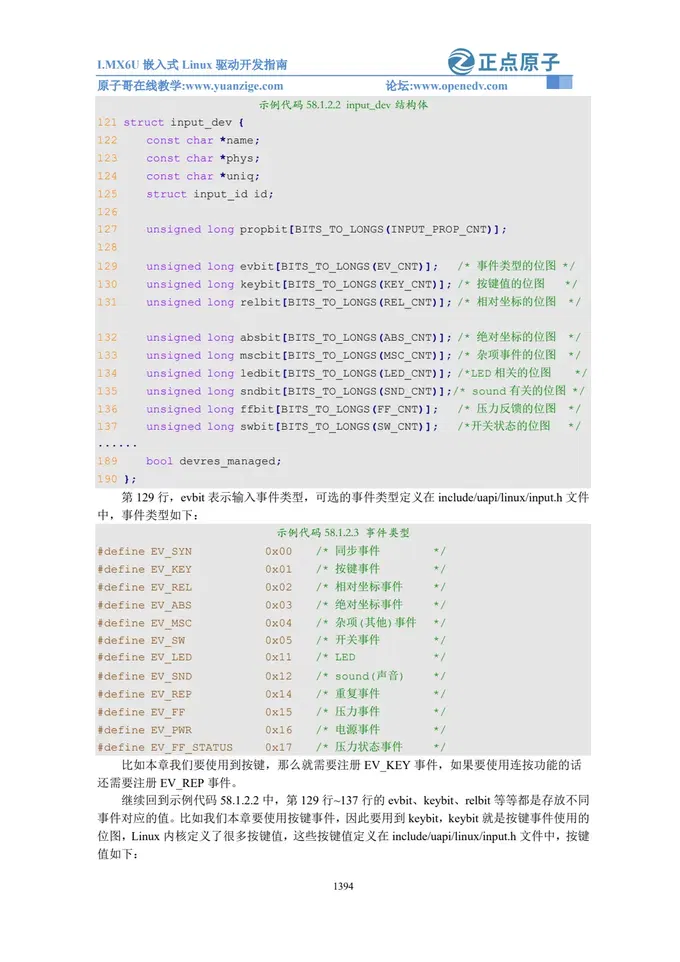 I.MX6U 嵌入式 Linux 驱动开发指南
正点原子
原子哥在线教学:www.yuanzige.com 论坛:www.openedv.com
示例代码 58.1.2.2 input_dev 结构体
121 struct input_dev {
122 const char *name;
123 const char *phys;
124 const char *uniq;
125 struct input_id id;
126
127 unsigned long propbit[BITS_TO_LONGS(INPUT_PROP_CNT)];
128
129 unsigned long evbit[BITS_TO_LONGS(EV_CNT)]; /* 事件类型的位图 */
130 unsigned long keybit[BITS_TO_LONGS(KEY_CNT)]; /* 按键值的位图 */
131 unsigned long relbit[BITS_TO_LONGS(REL_CNT)]; /* 相对坐标的位图 */
132 unsigned long absbit[BITS_TO_LONGS(ABS_CNT)]; /* 绝对坐标的位图 */
133 unsigned long mscbit[BITS_TO_LONGS(MSC_CNT)]; /* 杂项事件的位图 */
134 unsigned long ledbit[BITS_TO_LONGS(LED_CNT)]; /*LED 相关的位图 */
135 unsigned long sndbit[BITS_TO_LONGS(SND_CNT)];/* sound 有关的位图 */
136 unsigned long ffbit[BITS_TO_LONGS(FF_CNT)]; /* 压力反馈的位图 */
137 unsigned long swbit[BITS_TO_LONGS(SW_CNT)]; /*开关状态的位图 */
......
189 bool devres_managed;
190 };
第 129 行，evbit 表示输入事件类型，可选的事件类型定义在 include/uapi/linux/input.h 文件
中，事件类型如下：
示例代码 58.1.2.3 事件类型
#define EV_SYN 0x00 /* 同步事件 */
#define EV_KEY 0x01 /* 按键事件 */
#define EV_REL 0x02 /* 相对坐标事件 */
#define EV_ABS 0x03 /* 绝对坐标事件 */
#define EV_MSC 0x04 /* 杂项(其他)事件 */
#define EV_SW 0x05 /* 开关事件 */
#define EV_LED 0x11 /* LED */
#define EV_SND 0x12 /* sound(声音) */
#define EV_REP 0x14 /* 重复事件 */
#define EV_FF 0x15 /* 压力事件 */
#define EV_PWR 0x16 /* 电源事件 */
#define EV_FF_STATUS 0x17 /* 压力状态事件 */
比如本章我们要使用到按键，那么就需要注册 EV_KEY 事件，如果要使用连按功能的话
还需要注册 EV_REP 事件。
继续回到示例代码 58.1.2.2 中，第 129 行~137 行的 evbit、keybit、relbit 等等都是存放不同
事件对应的值。比如我们本章要使用按键事件，因此要用到 keybit，keybit 就是按键事件使用的
位图，Linux 内核定义了很多按键值，这些按键值定义在 include/uapi/linux/input.h 文件中，按键
值如下：
1394